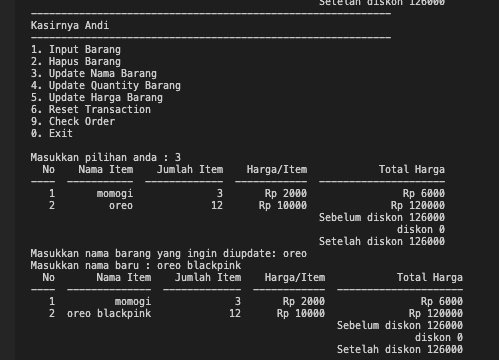 Setelah diskon 126000
Kasirnya Andi
1. Input Barang
2. Hapus Barang
3. Update Nama Barang
4. Update Quantity Barang
5. Update Harga Barang
6. Reset Transaction
9. Check Order
0. Exit
Masukkan pilihan anda : 3
No Nama Item Jumlah Item Harga/Item Total Harga
1 momogi 3 Rp 2000 Rp 6000
2 oreo 12 Rp 10000 Rp 120000
Sebelum diskon 126000
diskon 0
Setelah diskon 126000
Masukkan nama barang yang ingin diupdate: oreo
Masukkan nama baru : oreo blackpink
No Nama Item Jumlah Item Harga/Item Total Harga
1 momogi 3 Rp 2000 Rp 6000
2 oreo blackpink 12 Rp 10000 Rp 120000
Sebelum diskon 126000
diskon 0
Setelah diskon 126000